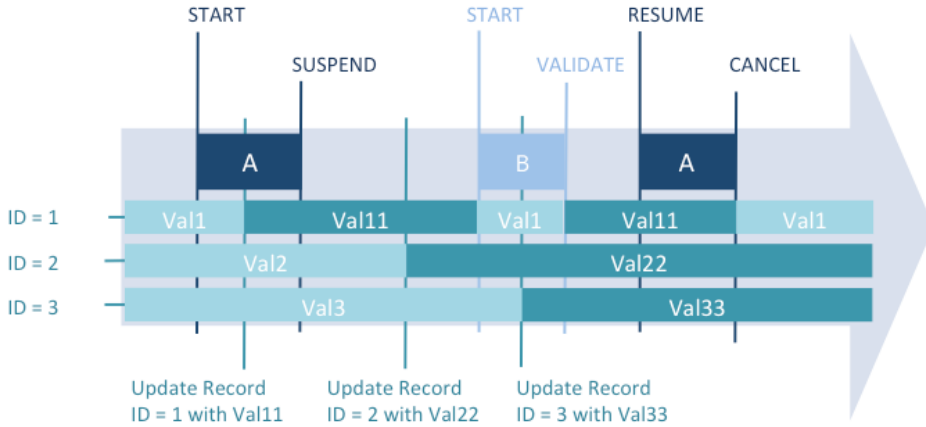 START
START
RESUME
SUSPEND
VALIDATE
CANCEL
A
B
A
ID = 1
Val1
Val11
Val1
Val11
Val1
ID = 2
Val2
Val22
ID = 3
Val3
Val33
Update Record
ID = 1 with Val11
Update Record
ID = 2 with Val22
Update Record
ID = 3 with Val33